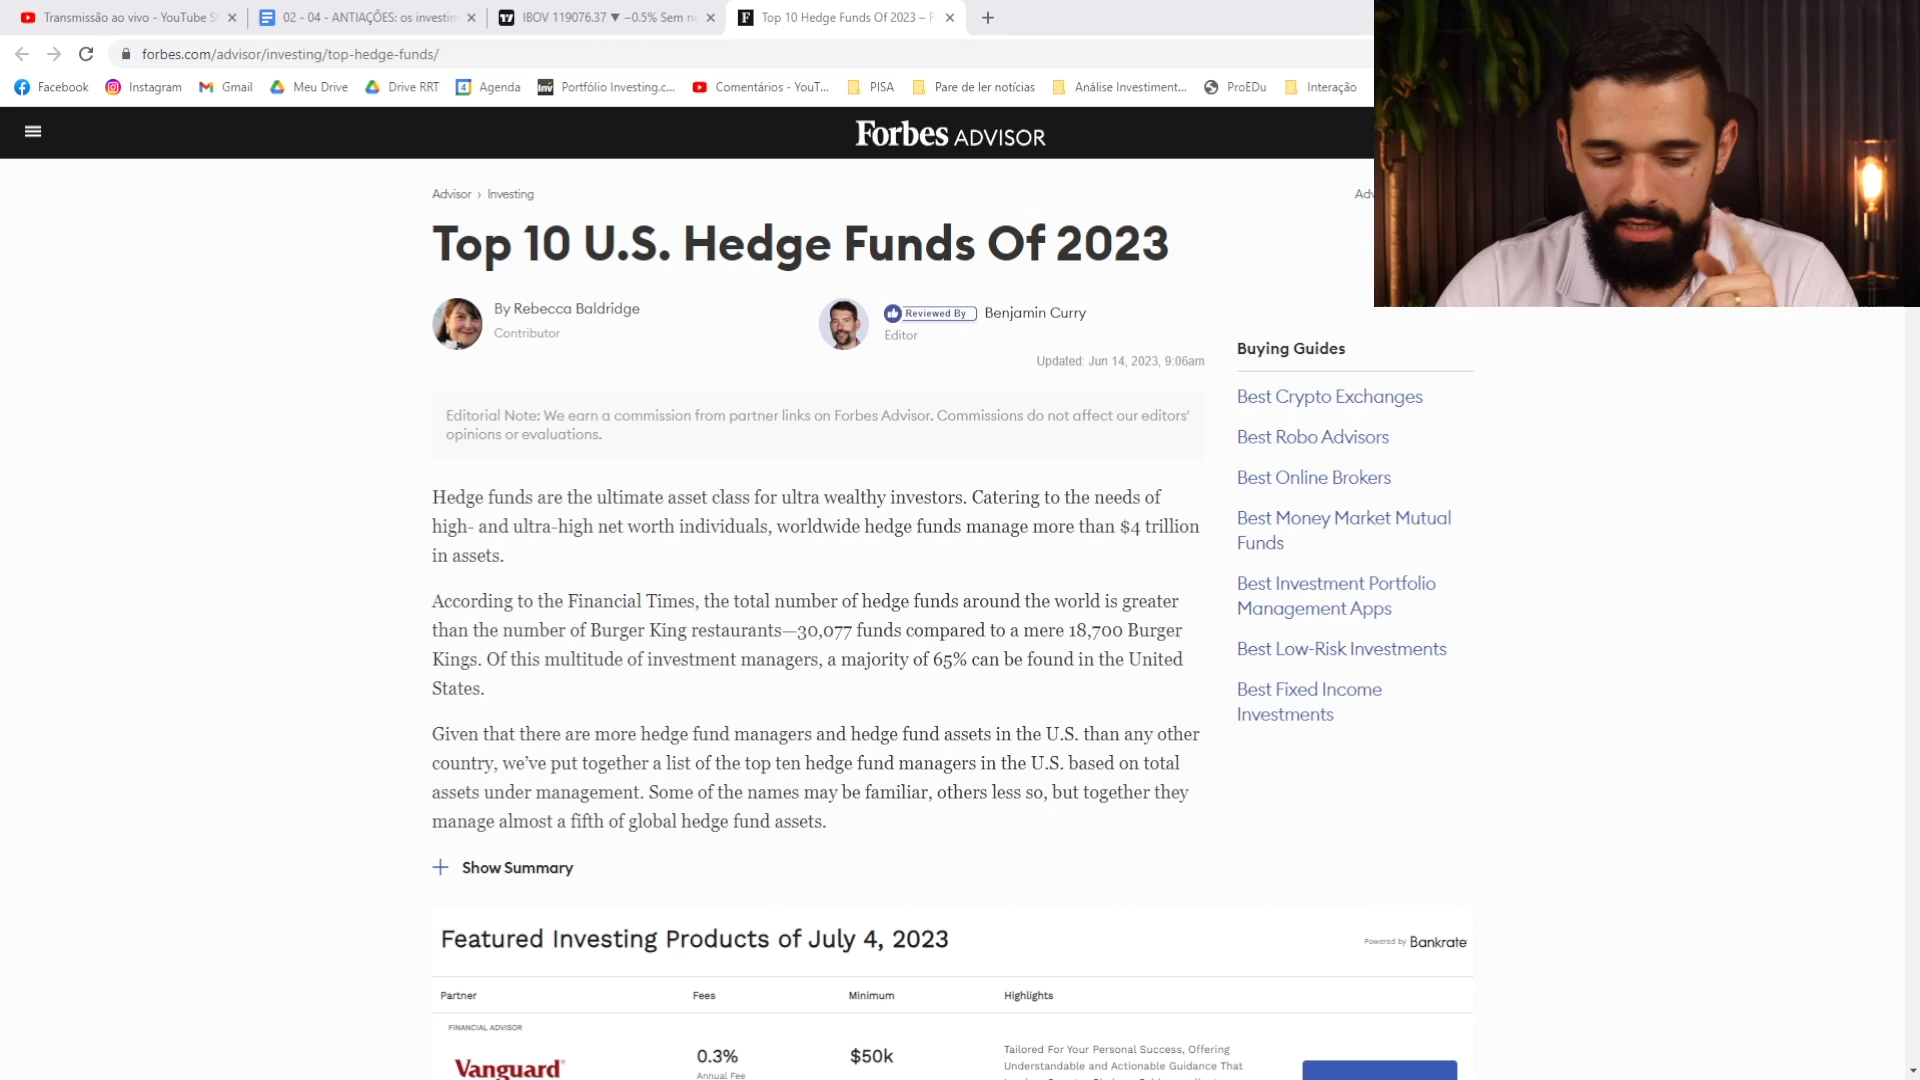 Transmissão ao vivo - YouTube S
02 - 04 - ANTIAÇÕES: os investin
IBOV 119076.37 ▼ −0.5% Sem n
Top 10 Hedge Funds Of 2023 – F
forbes.com/advisor/investing/top-hedge-funds/
Facebook
Instagram
Gmail
Meu Drive
Drive RRT
Agenda
Portfólio Investing.c...
Comentários - YouT...
PISA
Pare de ler notícias
Análise Investiment...
ProEdu
Interação
Forbes ADVISOR
Advisor › Investing
Adv
Top 10 U.S. Hedge Funds Of 2023
By Rebecca Baldridge
Contributor
Reviewed By Benjamin Curry
Editor
Updated: Jun 14, 2023, 9:06am
Editorial Note: We earn a commission from partner links on Forbes Advisor. Commissions do not affect our editors'
opinions or evaluations.
Hedge funds are the ultimate asset class for ultra wealthy investors. Catering to the needs of
high- and ultra-high net worth individuals, worldwide hedge funds manage more than $4 trillion
in assets.
According to the Financial Times, the total number of hedge funds around the world is greater
than the number of Burger King restaurants—30,077 funds compared to a mere 18,700 Burger
Kings. Of this multitude of investment managers, a majority of 65% can be found in the United
States.
Given that there are more hedge fund managers and hedge fund assets in the U.S. than any other
country, we've put together a list of the top ten hedge fund managers in the U.S. based on total
assets under management. Some of the names may be familiar, others less so, but together they
manage almost a fifth of global hedge fund assets.
Show Summary
Buying Guides
Best Crypto Exchanges
Best Robo Advisors
Best Online Brokers
Best Money Market Mutual
Funds
Best Investment Portfolio
Management Apps
Best Low-Risk Investments
Best Fixed Income
Investments
Featured Investing Products of July 4, 2023
Powered by Bankrate
Partner
Fees
Minimum
Highlights
FINANCIAL ADVISOR
Vanguard
0.3%
Annual Fee
$50k
Tailored For Your Personal Success, Offering
Understandable and Actionable Guidance That